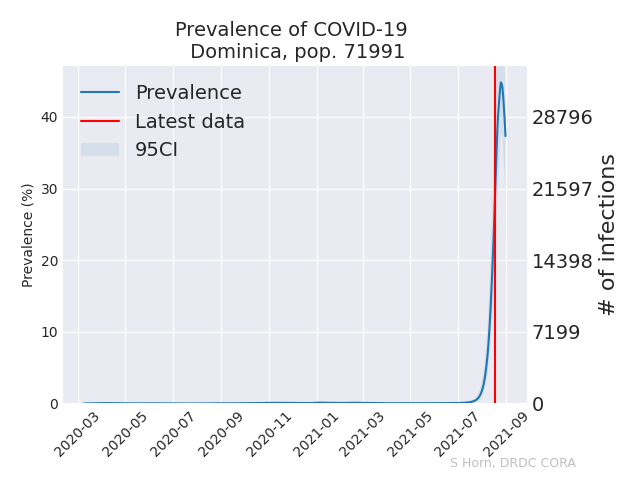 Prevalence of COVID-19
Dominica, pop. 71991
Prevalence
Latest data
95CI
Prevalence (%)
40
30
20
10
0
28796
21597
14398
7199
0
# of infections
2020-03
2020-05
2020-07
2020-09
2020-11
2021-01
2021-03
2021-05
2021-07
2021-09
S Horn, DRDC CORA